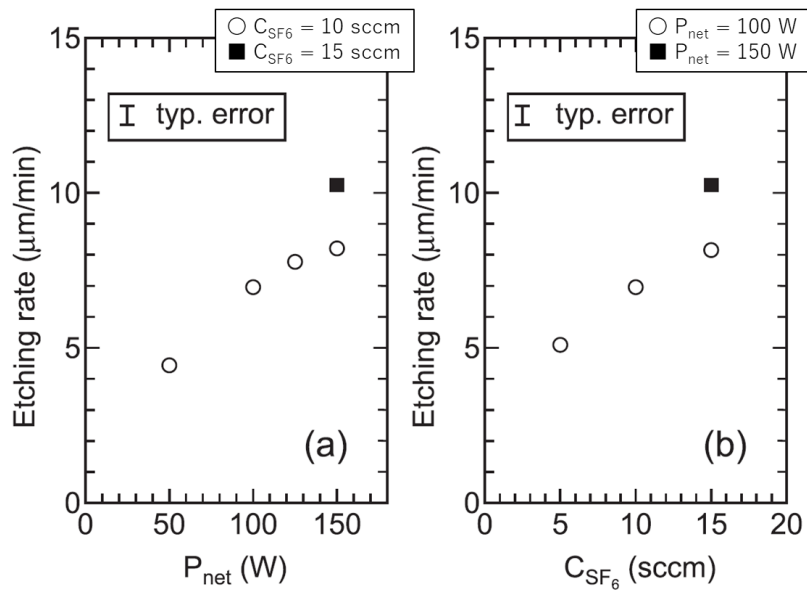 ○ C_SF6 = 10 sccm
■ C_SF6 = 15 sccm
○ P_net = 100 W
■ P_net = 150 W
15
10
5
0
Etching rate (μm/min)
typ. error
(a)
0
50
100
150
P_net (W)
15
10
5
0
Etching rate (μm/min)
typ. error
(b)
0
5
10
15
20
C_SF6 (sccm)